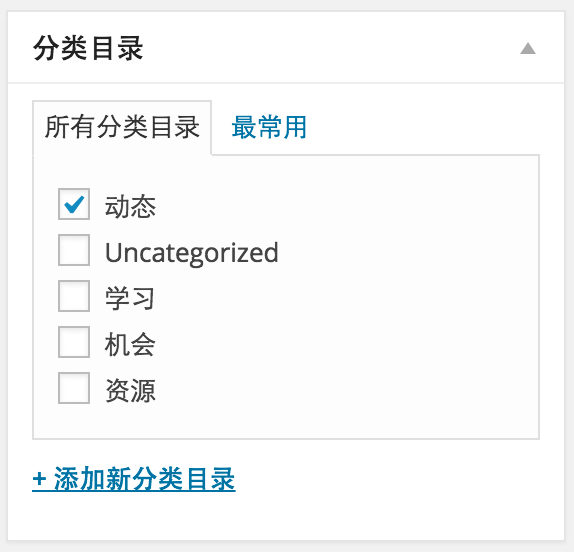 分类目录
所有分类目录 最常用
动态
Uncategorized
学习
机会
资源
+ 添加新分类目录